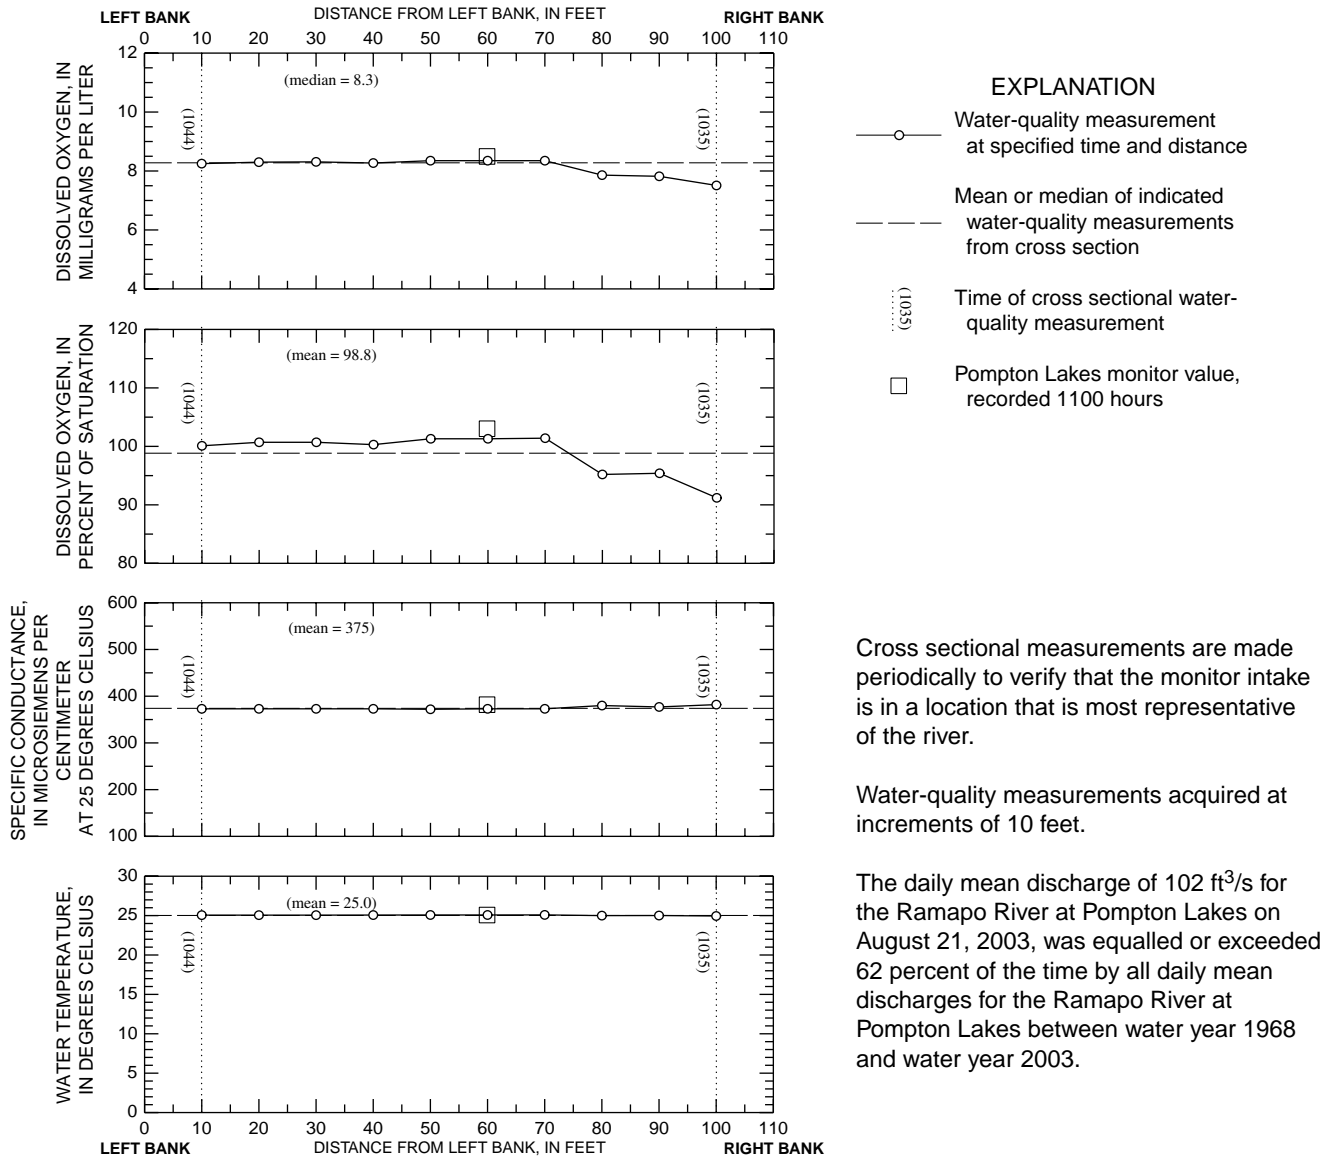 DISTANCE FROM LEFT BANK, IN FEET
LEFT BANK
RIGHT BANK
0 10 20 30 40 50 60 70 80 90 100 110
DISSOLVED OXYGEN, IN
MILLIGRAMS PER LITER
12
10
8
6
4
(median = 8.3)
(1044)
(1035)
DISSOLVED OXYGEN, IN
PERCENT OF SATURATION
120
110
100
90
80
(mean = 98.8)
(1044)
(1035)
SPECIFIC CONDUCTANCE,
IN MICROSIEMENS PER
CENTIMETER
AT 25 DEGREES CELSIUS
600
500
400
300
200
100
(mean = 375)
(1044)
(1035)
WATER TEMPERATURE,
IN DEGREES CELSIUS
30
25
20
15
10
5
0
(mean = 25.0)
(1044)
(1035)
0 10 20 30 40 50 60 70 80 90 100 110
LEFT BANK
DISTANCE FROM LEFT BANK, IN FEET
RIGHT BANK
EXPLANATION
Water-quality measurement
at specified time and distance
Mean or median of indicated
water-quality measurements
from cross section
(1035)
Time of cross sectional water-
quality measurement
Pompton Lakes monitor value,
recorded 1100 hours
Cross sectional measurements are made
periodically to verify that the monitor intake
is in a location that is most representative
of the river.
Water-quality measurements acquired at
increments of 10 feet.
The daily mean discharge of 102 ft³/s for
the Ramapo River at Pompton Lakes on
August 21, 2003, was equalled or exceeded
62 percent of the time by all daily mean
discharges for the Ramapo River at
Pompton Lakes between water year 1968
and water year 2003.